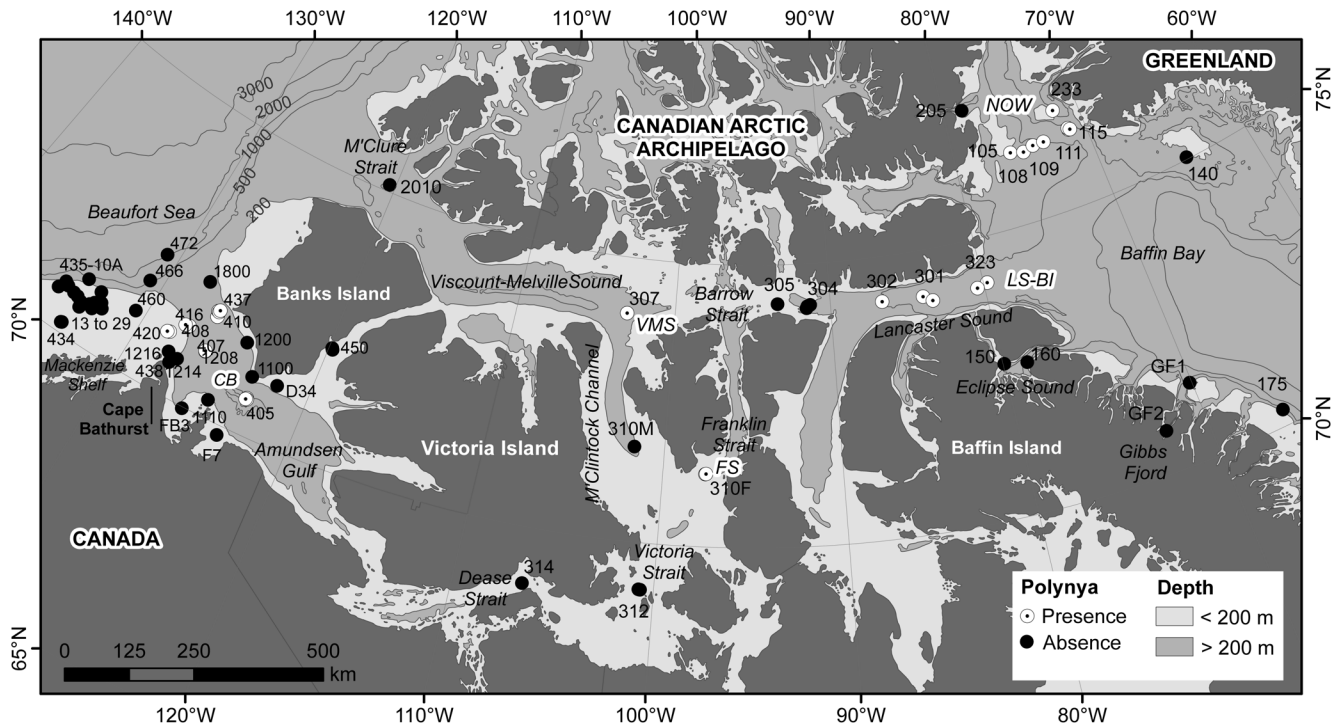 140°W
130°W
120°W
110°W
100°W
90°W
80°W
70°W
60°W
75°N
GREENLAND
NOW
233
205
115
105
111
109
108
140
CANADIAN ARCTIC
ARCHIPELAGO
3000
2000
1000
500
200
M'Clure
Strait
2010
Beaufort Sea
472
435-10A
466
1800
460
437
416
410
408
420
13 to 29
434
70°N
407
1208
1216
1214
438
1200
1100
CB
405
D34
450
Mackenzie
Shelf
Cape
Bathurst
FB3
1110
F7
Amundsen
Gulf
Banks Island
Viscount-MelvilleSound
307
VMS
Barrow
Strait
305
304
302
301
323
LS-BI
Baffin Bay
Lancaster Sound
150
160
Eclipse Sound
GF1
175
GF2
Gibbs
Fjord
70°N
Victoria Island
M'Clintock Channel
310M
Franklin
Strait
FS
310F
Baffin Island
CANADA
Dease
Strait
314
Victoria
Strait
312
65°N
0
125
250
500
km
Polynya
Presence
Absence
Depth
< 200 m
> 200 m
65°N
120°W
110°W
100°W
90°W
80°W